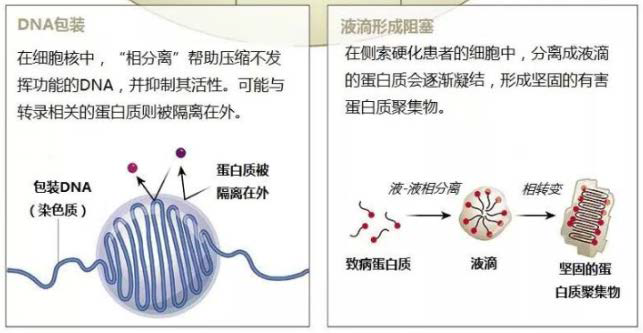 DNA包装
在细胞核中，“相分离”帮助压缩不发
挥功能的DNA，并抑制其活性。可能与
转录相关的蛋白质则被隔离在外。
包装DNA
（染色质）
蛋白质被
隔离在外
液滴形成阻塞
在侧索硬化患者的细胞中，分离成液滴
的蛋白质会逐渐凝结，形成坚固的有害
蛋白质聚集物。
液-液相分离
相转变
致病蛋白质
液滴
坚固的蛋
白质聚集物